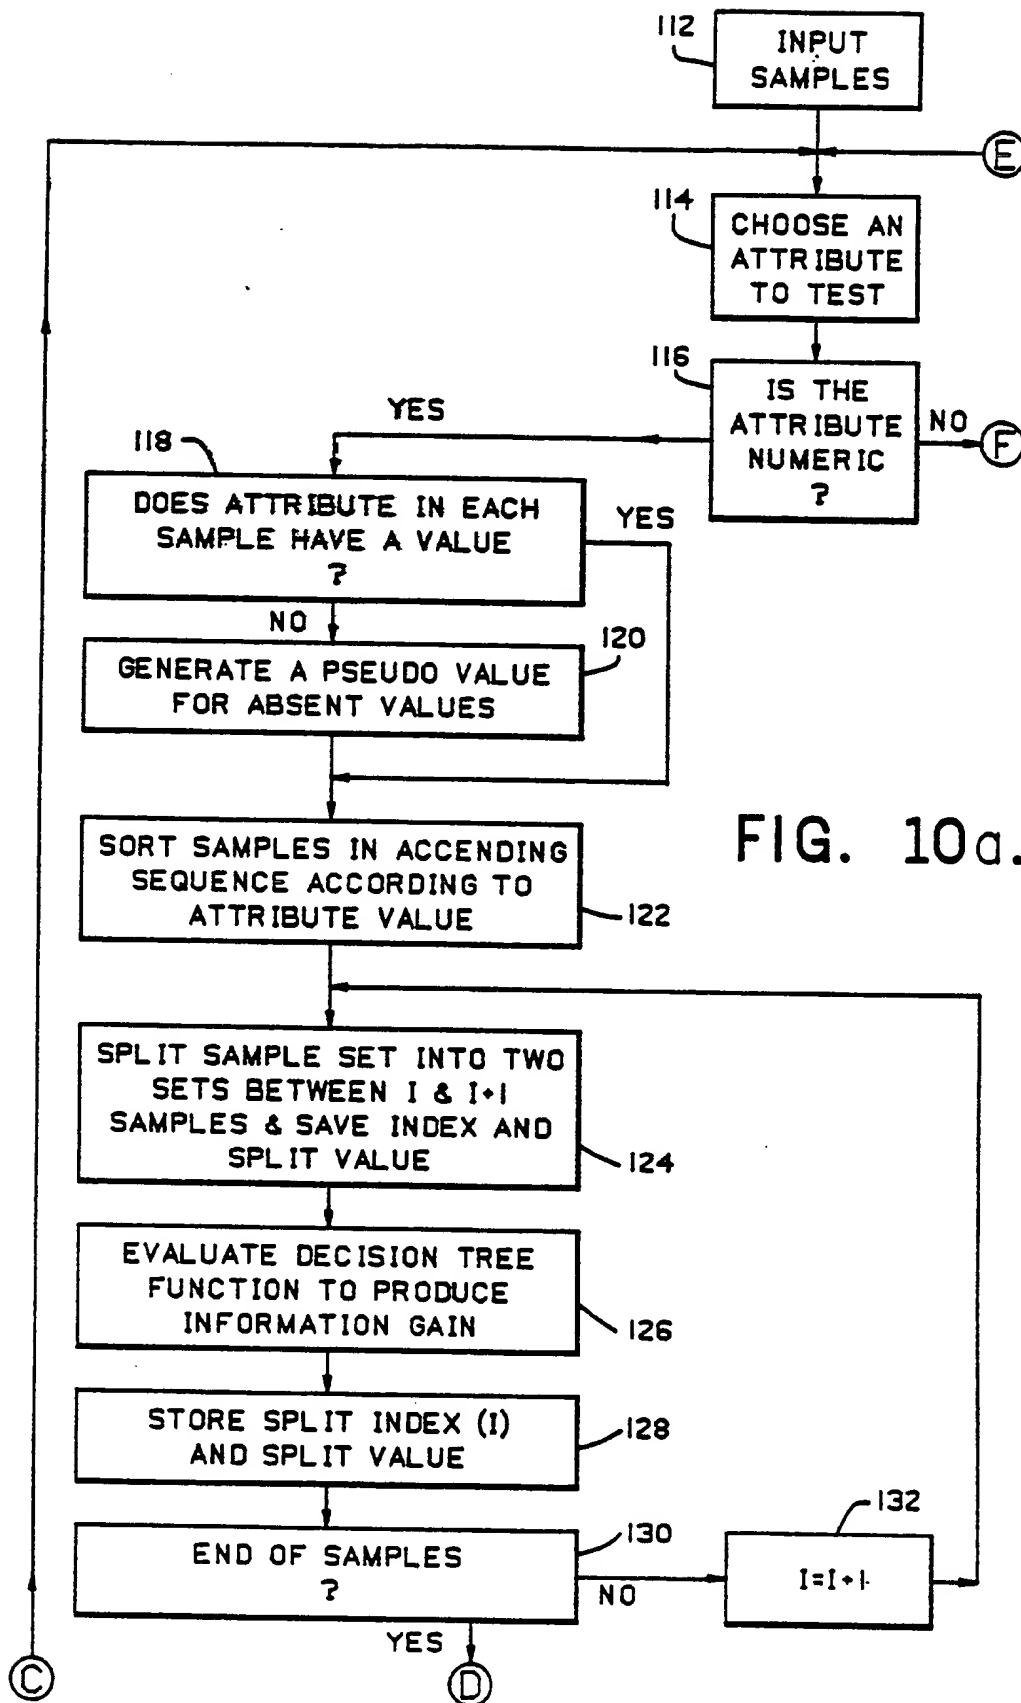 112
INPUT
SAMPLES
E
114
CHOOSE AN
ATTRIBUTE
TO TEST
116
IS THE
ATTRIBUTE
NUMERIC
?
NO
F
YES
118
DOES ATTRIBUTE IN EACH
SAMPLE HAVE A VALUE
?
YES
NO
120
GENERATE A PSEUDO VALUE
FOR ABSENT VALUES
FIG. 10a.
SORT SAMPLES IN ACCENDING
SEQUENCE ACCORDING TO
ATTRIBUTE VALUE
122
SPLIT SAMPLE SET INTO TWO
SETS BETWEEN I & I+1
SAMPLES & SAVE INDEX AND
SPLIT VALUE
124
EVALUATE DECISION TREE
FUNCTION TO PRODUCE
INFORMATION GAIN
126
STORE SPLIT INDEX (I)
AND SPLIT VALUE
128
END OF SAMPLES
?
130
NO
132
I=I+1
YES
C
D